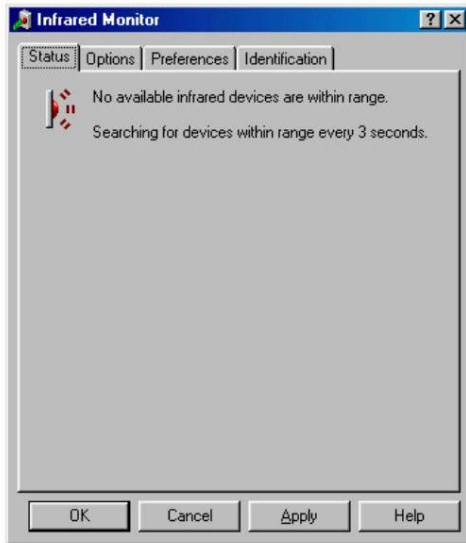 Infrared Monitor
Status Options Preferences Identification
No available infrared devices are within range.
Searching for devices within range every 3 seconds.
OK Cancel Apply Help